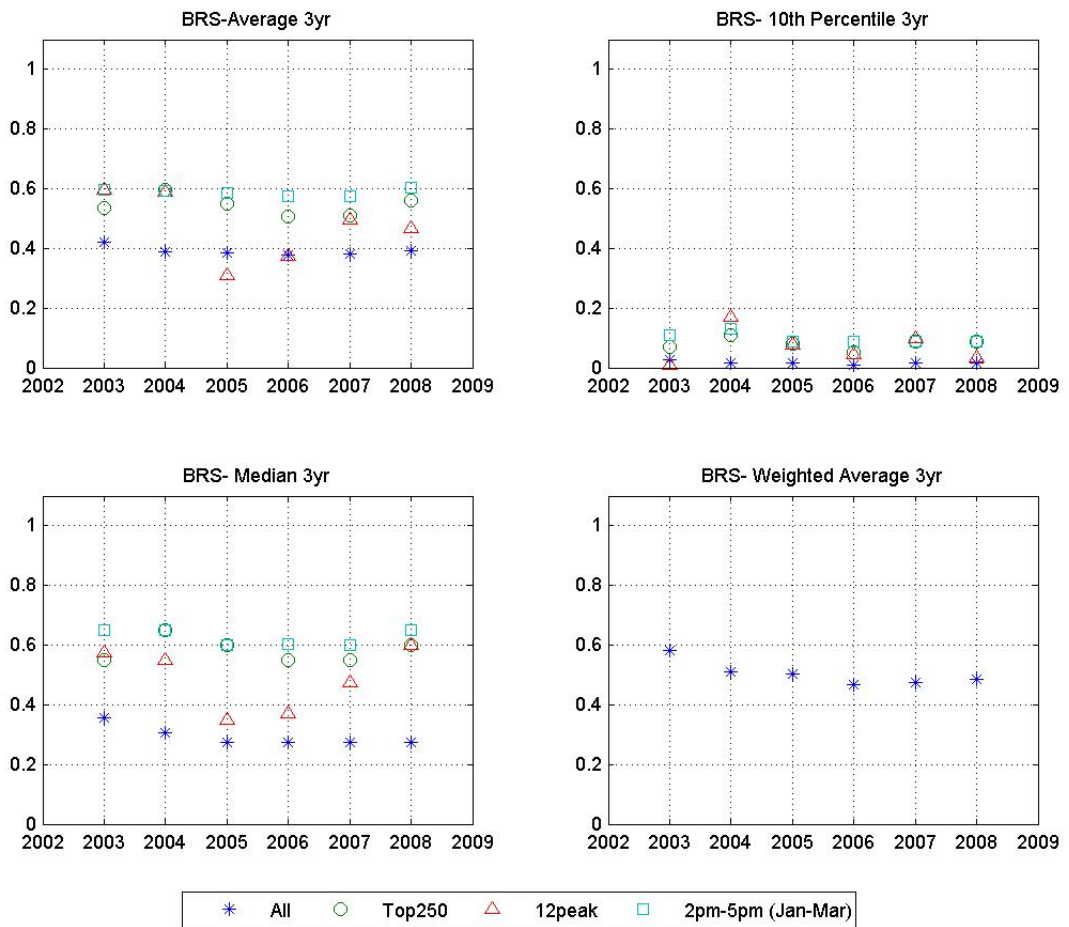 BRS-Average 3yr
1
0.8
0.6
0.4
0.2
0
2002 2003 2004 2005 2006 2007 2008 2009
BRS- 10th Percentile 3yr
1
0.8
0.6
0.4
0.2
0
2002 2003 2004 2005 2006 2007 2008 2009
BRS- Median 3yr
1
0.8
0.6
0.4
0.2
0
2002 2003 2004 2005 2006 2007 2008 2009
BRS- Weighted Average 3yr
1
0.8
0.6
0.4
0.2
0
2002 2003 2004 2005 2006 2007 2008 2009
All Top250 12peak 2pm-5pm (Jan-Mar)